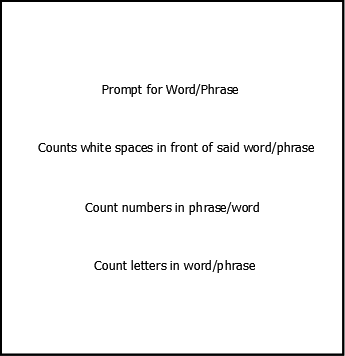 Prompt for Word/Phrase
Counts white spaces in front of said word/phrase
Count numbers in phrase/word
Count letters in word/phrase